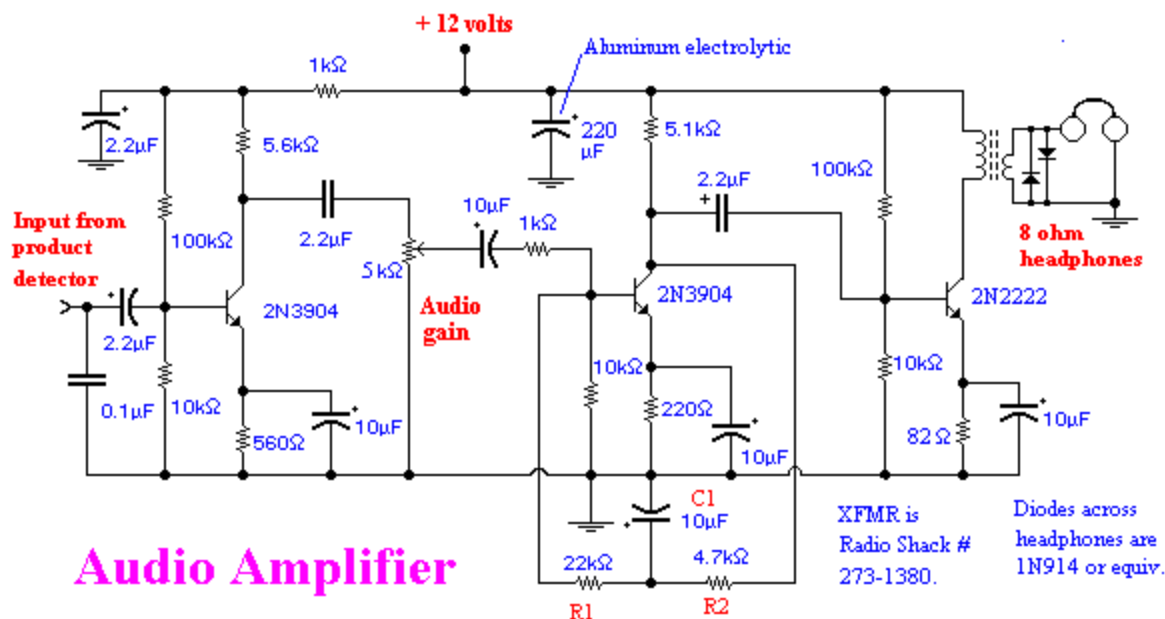 + 12 volts
Aluminum electrolytic
1kΩ
2.2µF
5.6kΩ
220
µF
5.1kΩ
100kΩ
2.2µF
10µF
1kΩ
8 ohm
headphones
Input from
product
detector
100kΩ
2.2µF
5kΩ
Audio
gain
2N3904
2N3904
2N2222
2.2µF
0.1µF
10kΩ
560Ω
10µF
10kΩ
220Ω
10µF
10kΩ
82 Ω
10µF
C1
10µF
22kΩ
R1
4.7kΩ
R2
XFMR is
Radio Shack #
273-1380.
Diodes across
headphones are
1N914 or equiv.
Audio Amplifier